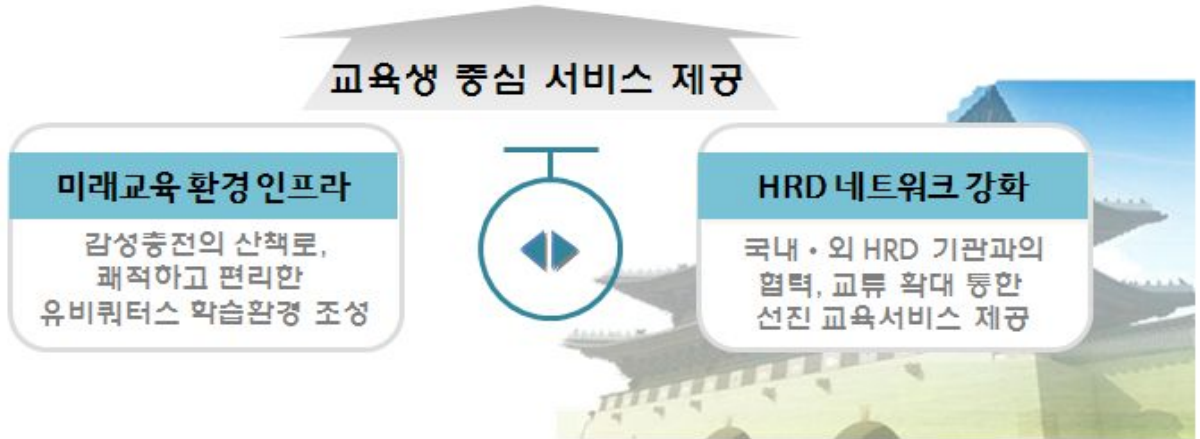 교육생 중심 서비스 제공
미래교육 환경 인프라
감성충전의 산책로,
쾌적하고 편리한
유비쿼터스 학습환경 조성
HRD 네트워크 강화
국내·외 HRD 기관과의
협력, 교류 확대 통한
선진 교육서비스 제공